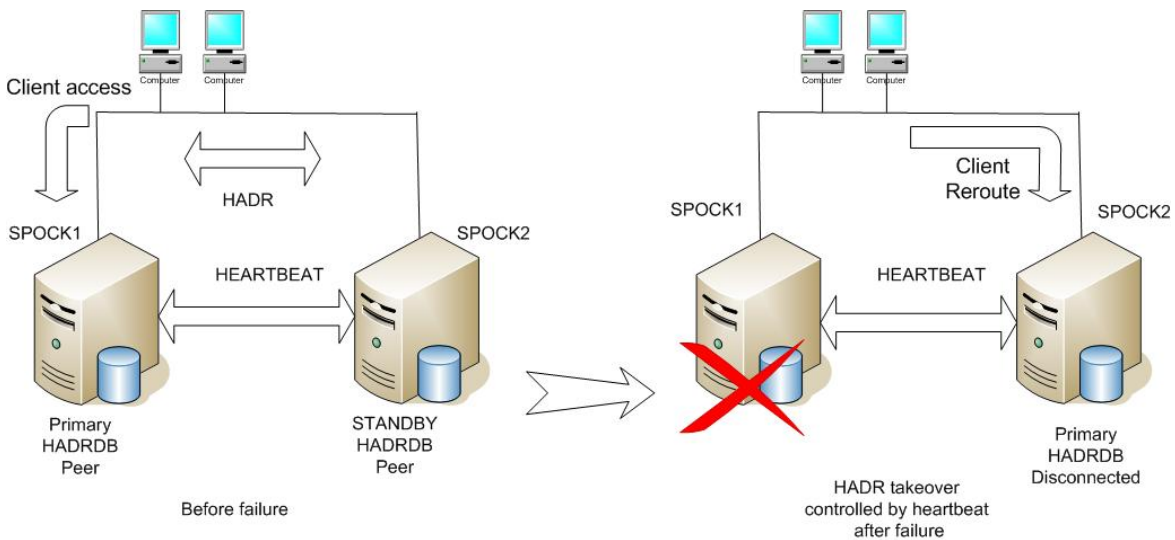 Computer
Computer
Client access
HADR
SPOCK1
SPOCK2
HEARTBEAT
Primary
HADRDB
Peer
STANDBY
HADRDB
Peer
Before failure
Computer
Computer
Client
Reroute
SPOCK1
SPOCK2
HEARTBEAT
Primary
HADRDB
Disconnected
HADR takeover
controlled by heartbeat
after failure